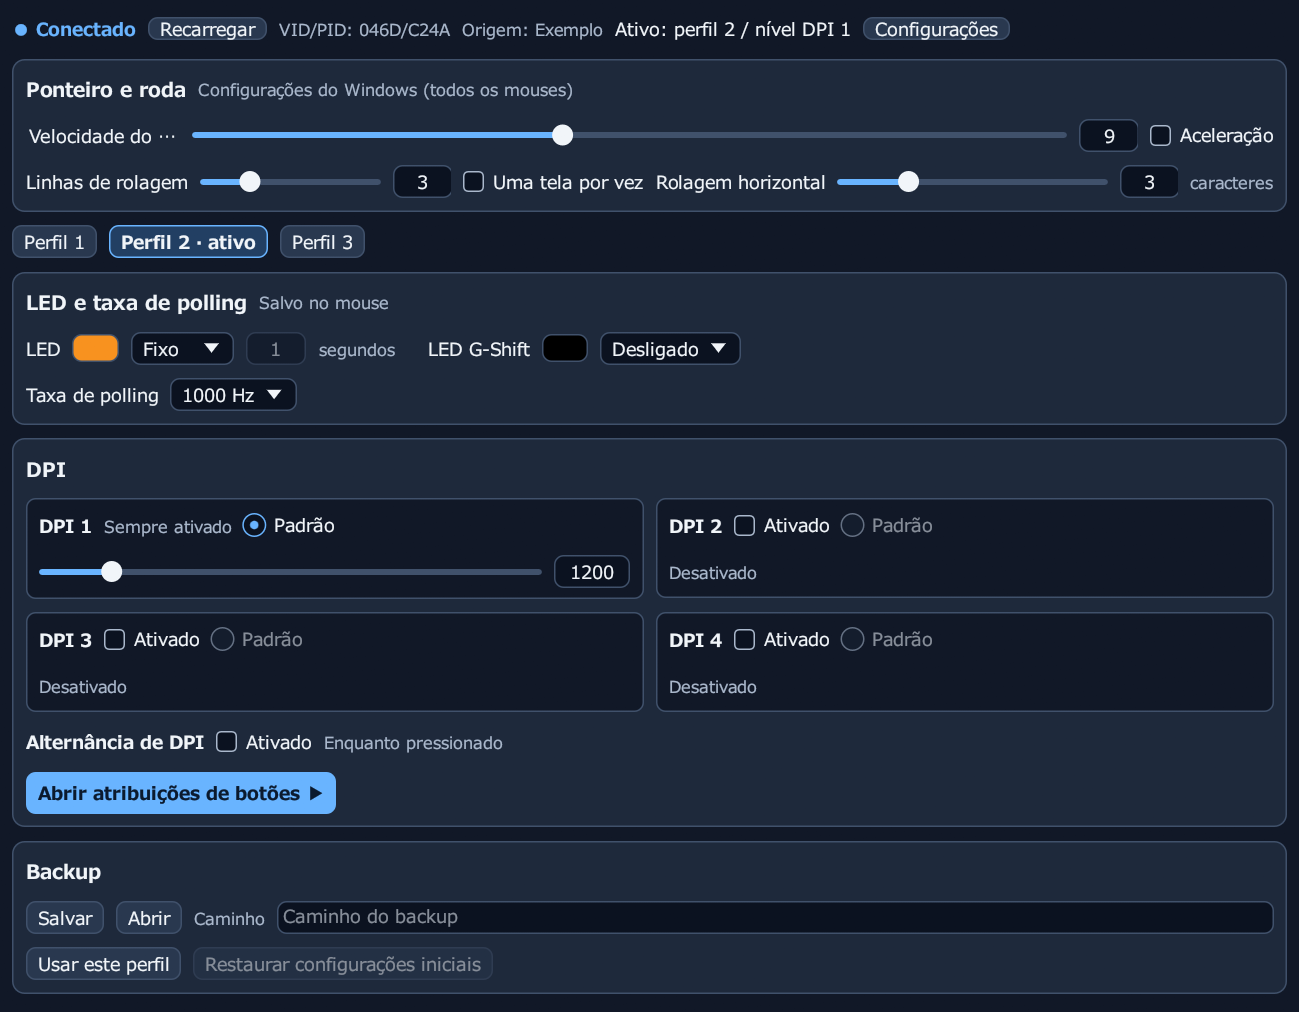 Conectado Recarregar VID/PID: 046D/C24A Origem: Exemplo Ativo: perfil 2 / nível DPI 1 Configurações
Ponteiro e roda Configurações do Windows (todos os mouses)
Velocidade do ··· 9 Aceleração
Linhas de rolagem 3 Uma tela por vez Rolagem horizontal 3 caracteres
Perfil 1 Perfil 2 · ativo Perfil 3
LED e taxa de polling Salvo no mouse
LED Fixo 1 segundos LED G-Shift Desligado
Taxa de polling 1000 Hz
DPI
DPI 1 Sempre ativado Padrão
1200
DPI 2 Ativado Padrão
Desativado
DPI 3 Ativado Padrão
Desativado
DPI 4 Ativado Padrão
Desativado
Alternância de DPI Ativado Enquanto pressionado
Abrir atribuições de botões
Backup
Salvar Abrir Caminho Caminho do backup
Usar este perfil Restaurar configurações iniciais